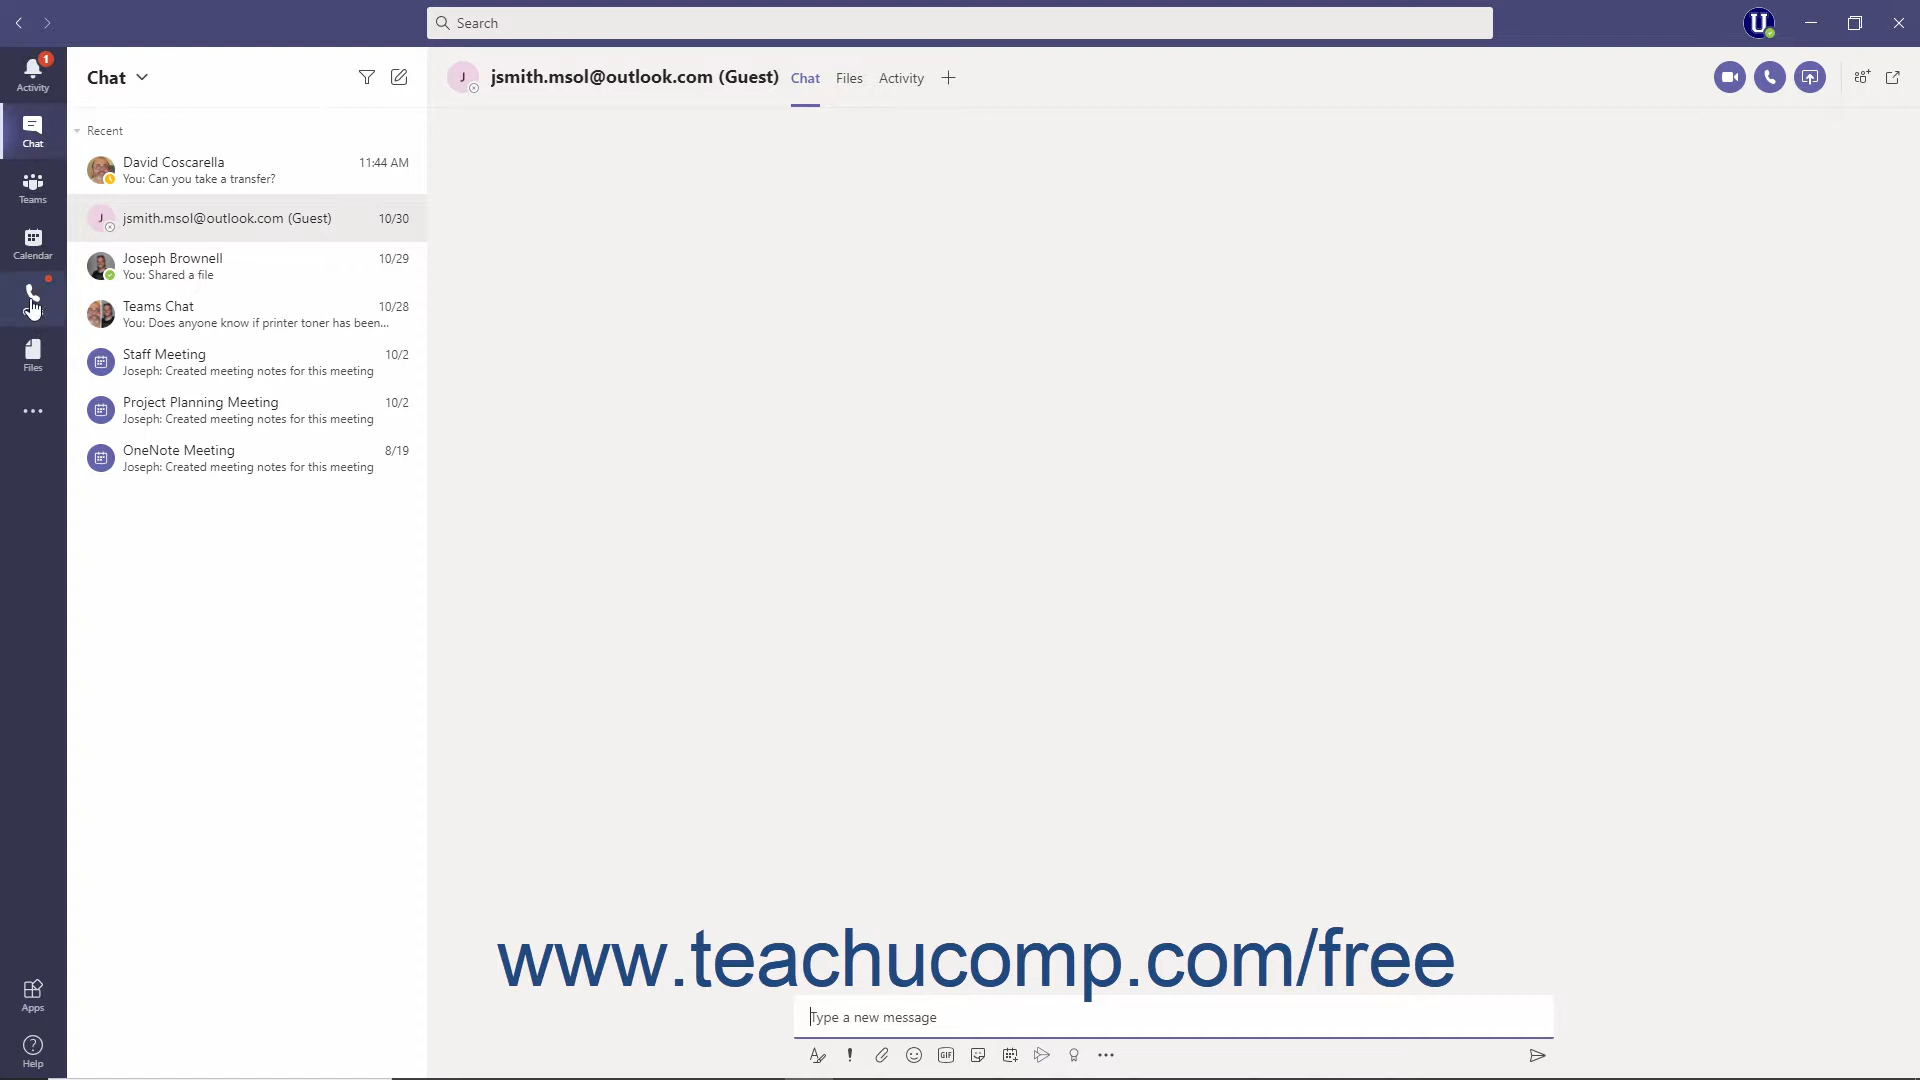 Search
U
1
Activity
Chat
Teams
Calendar
Files
Apps
Help
Chat
Recent
David Coscarella 11:44 AM
You: Can you take a transfer?
J jsmith.msol@outlook.com (Guest) 10/30
Joseph Brownell 10/29
You: Shared a file
Teams Chat 10/28
You: Does anyone know if printer toner has been...
Staff Meeting 10/2
Joseph: Created meeting notes for this meeting
Project Planning Meeting 10/2
Joseph: Created meeting notes for this meeting
OneNote Meeting 8/19
Joseph: Created meeting notes for this meeting
J jsmith.msol@outlook.com (Guest) Chat Files Activity
www.teachucomp.com/free
Type a new message
GIF